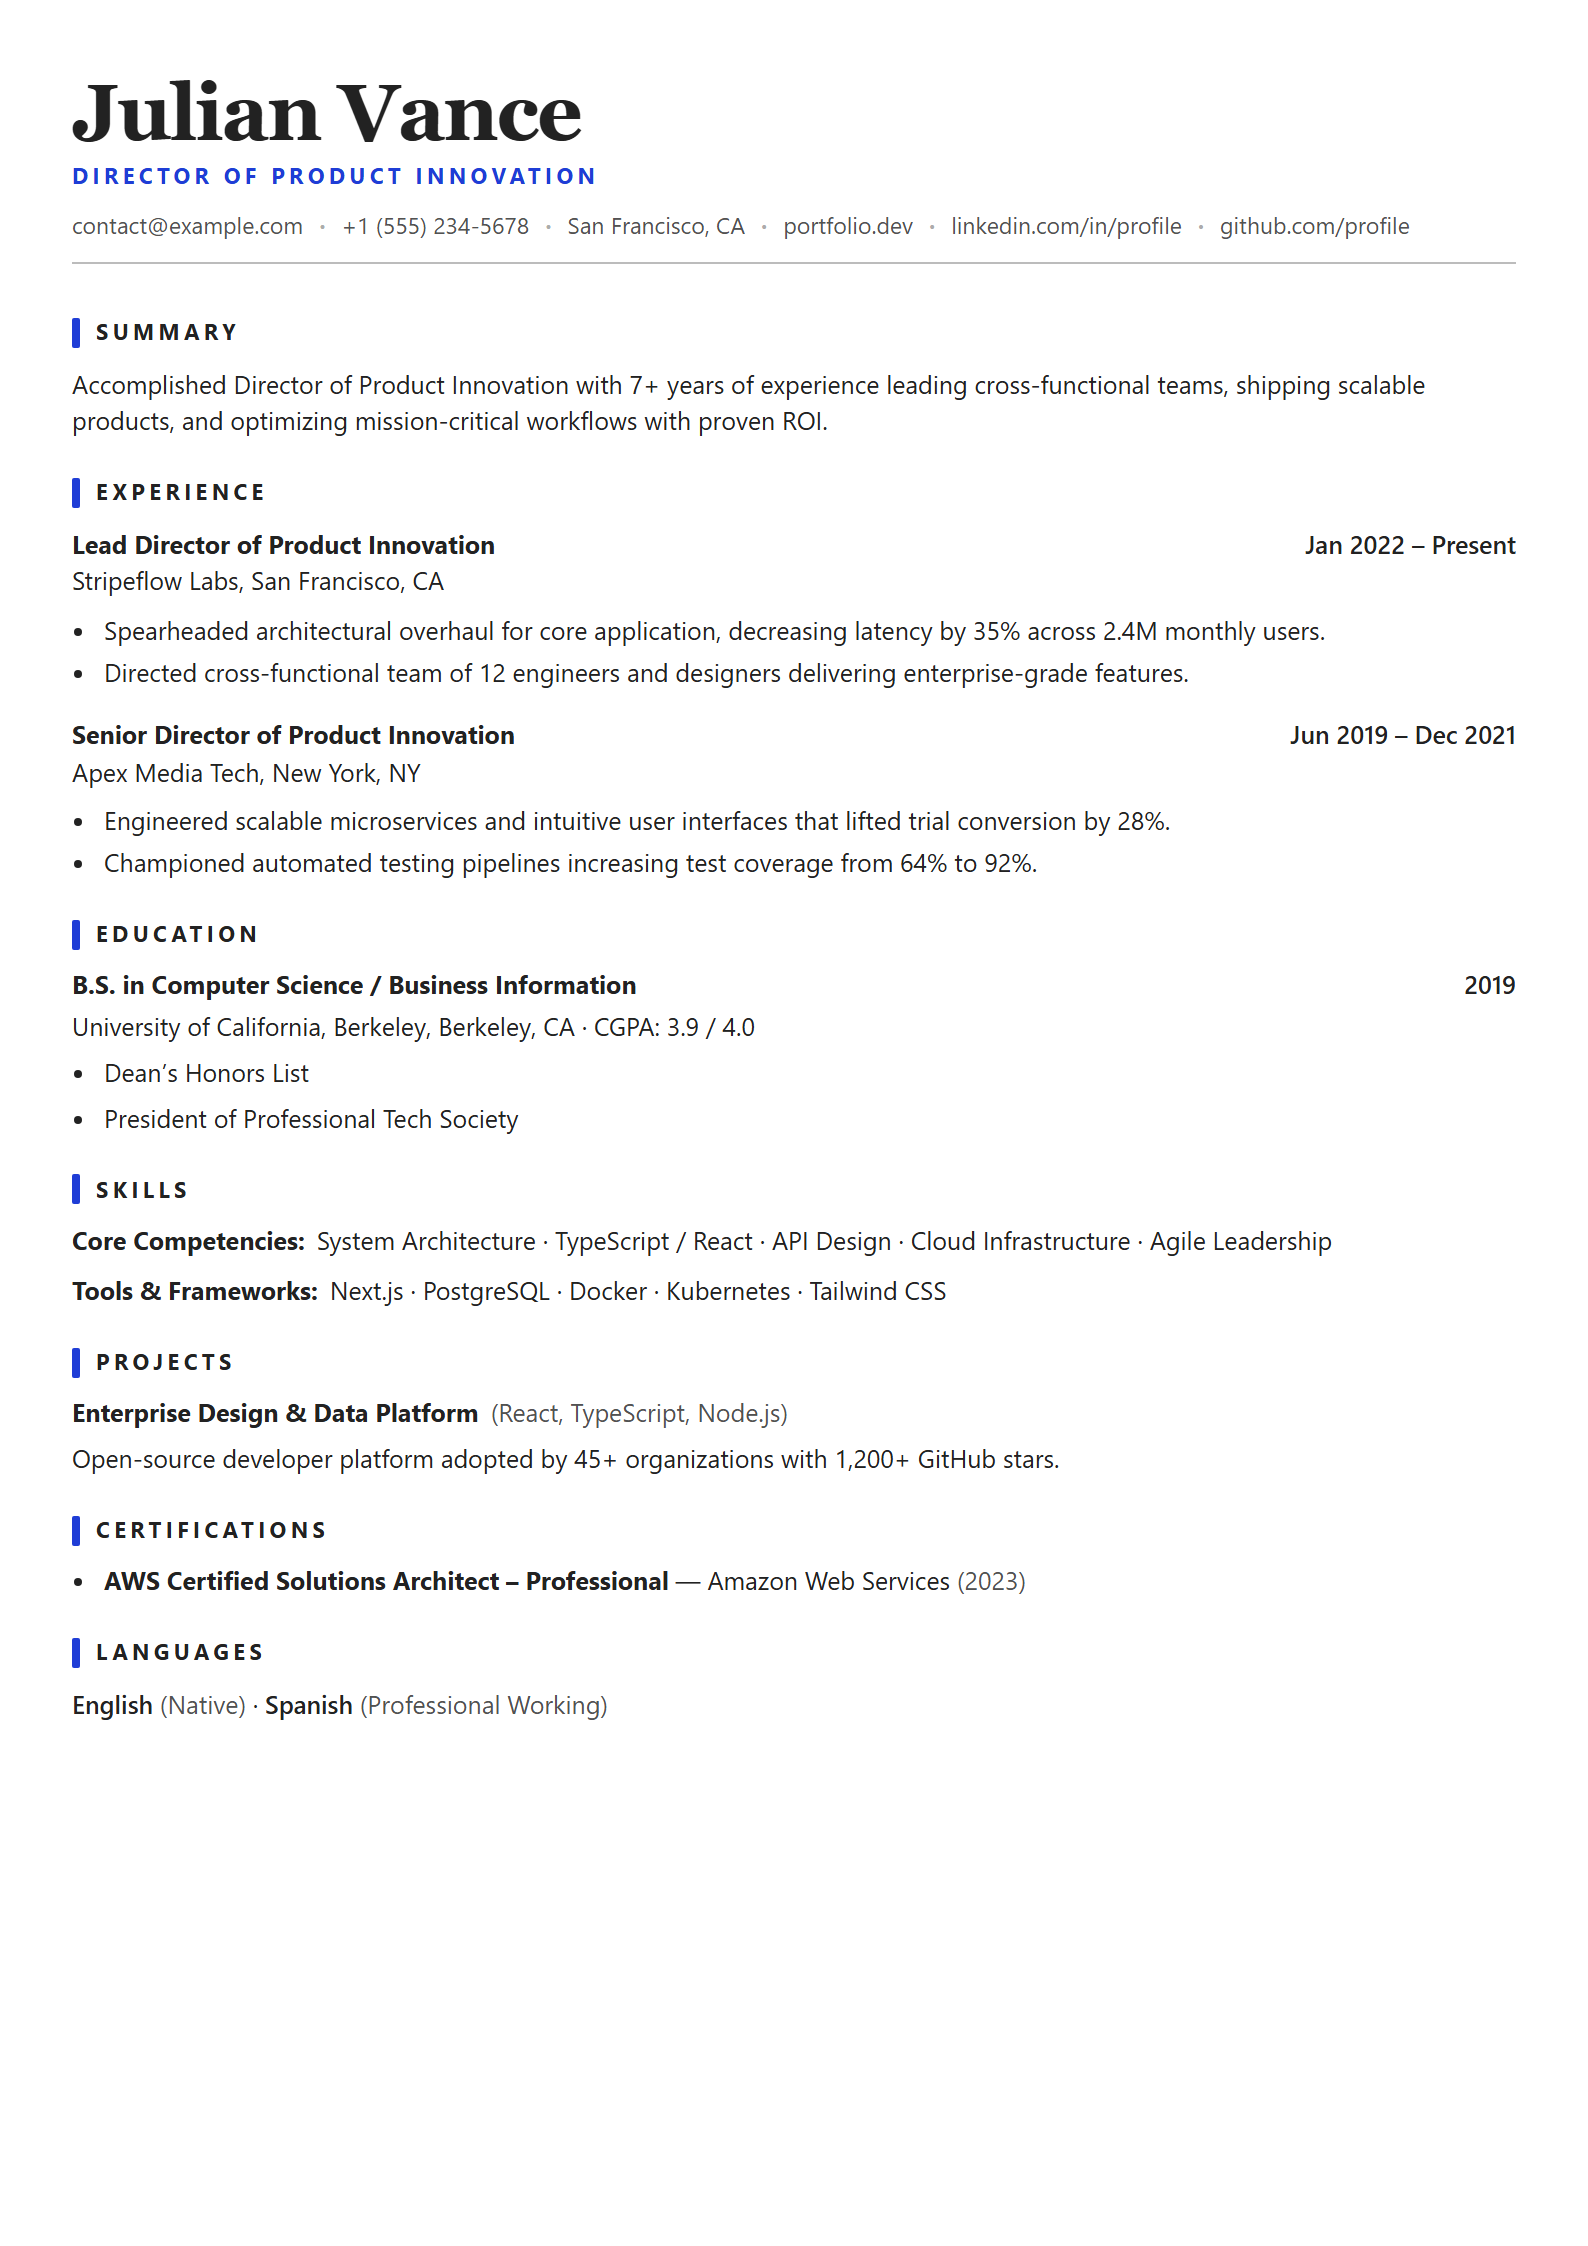 Julian Vance
DIRECTOR OF PRODUCT INNOVATION
contact@example.com • +1 (555) 234-5678 • San Francisco, CA • portfolio.dev • linkedin.com/in/profile • github.com/profile
SUMMARY
Accomplished Director of Product Innovation with 7+ years of experience leading cross-functional teams, shipping scalable
products, and optimizing mission-critical workflows with proven ROI.
EXPERIENCE
Lead Director of Product Innovation Jan 2022 – Present
Stripeflow Labs, San Francisco, CA
• Spearheaded architectural overhaul for core application, decreasing latency by 35% across 2.4M monthly users.
• Directed cross-functional team of 12 engineers and designers delivering enterprise-grade features.
Senior Director of Product Innovation Jun 2019 – Dec 2021
Apex Media Tech, New York, NY
• Engineered scalable microservices and intuitive user interfaces that lifted trial conversion by 28%.
• Championed automated testing pipelines increasing test coverage from 64% to 92%.
EDUCATION
B.S. in Computer Science / Business Information 2019
University of California, Berkeley, Berkeley, CA · CGPA: 3.9 / 4.0
• Dean’s Honors List
• President of Professional Tech Society
SKILLS
Core Competencies: System Architecture · TypeScript / React · API Design · Cloud Infrastructure · Agile Leadership
Tools & Frameworks: Next.js · PostgreSQL · Docker · Kubernetes · Tailwind CSS
PROJECTS
Enterprise Design & Data Platform (React, TypeScript, Node.js)
Open-source developer platform adopted by 45+ organizations with 1,200+ GitHub stars.
CERTIFICATIONS
• AWS Certified Solutions Architect – Professional — Amazon Web Services (2023)
LANGUAGES
English (Native) · Spanish (Professional Working)